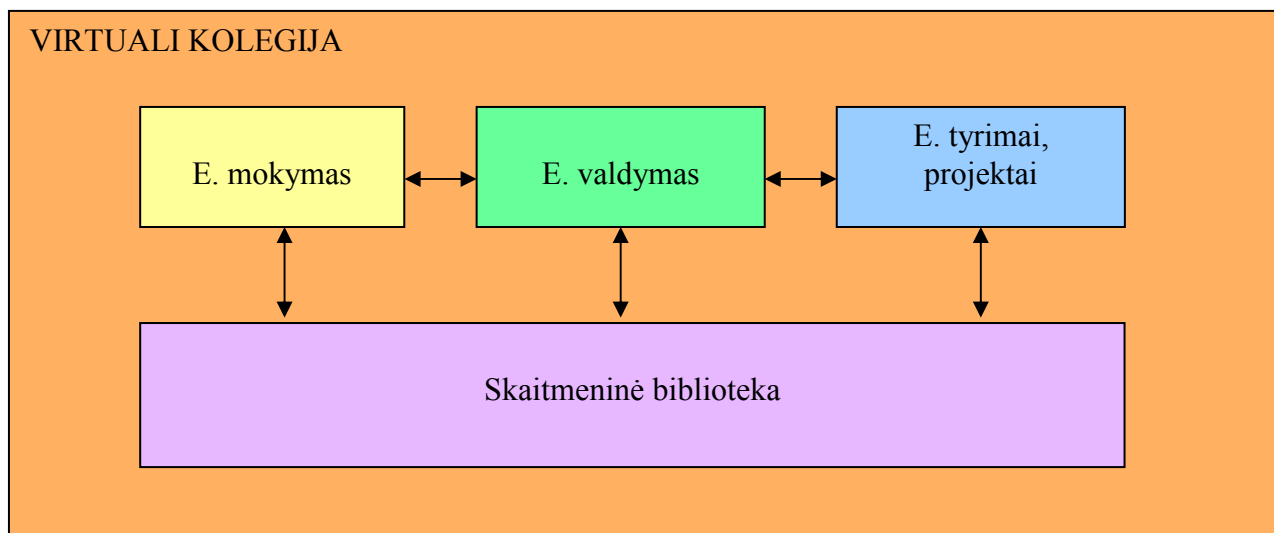 VIRTUALI KOLEGIJA
E. mokymas
E. valdymas
E. tyrimai,
projektai
Skaitmeninė biblioteka